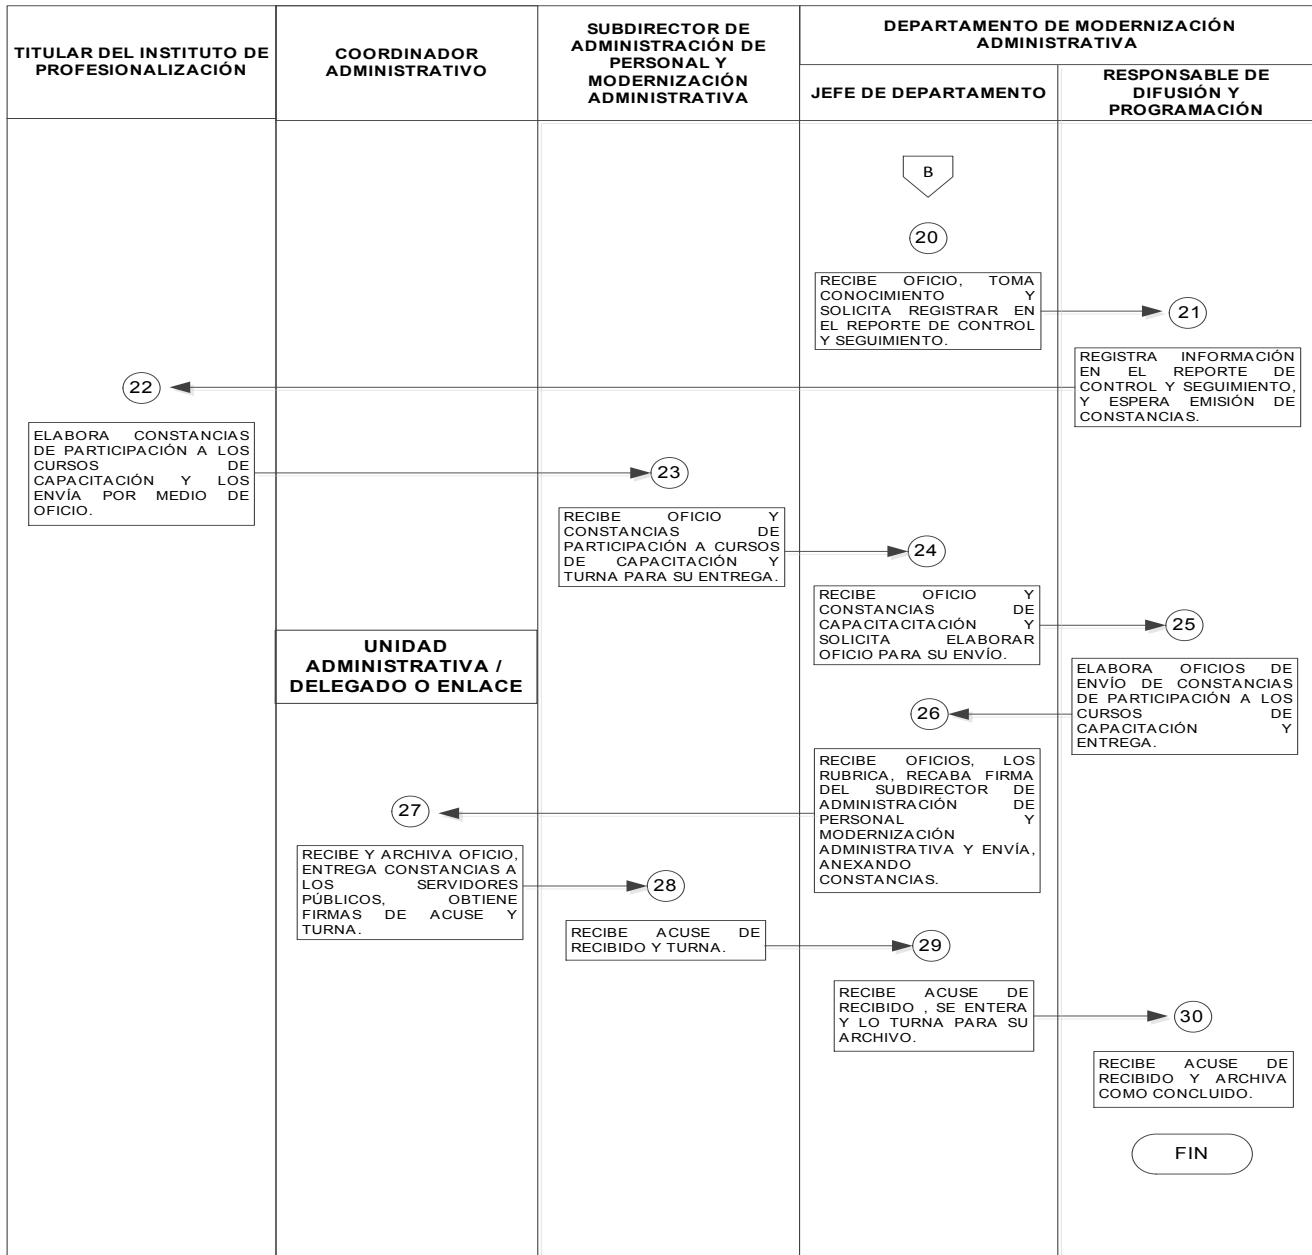 TITULAR DEL INSTITUTO DE
PROFESIONALIZACIÓN
COORDINADOR
ADMINISTRATIVO
SUBDIRECTOR DE
ADMINISTRACIÓN DE
PERSONAL Y
MODERNIZACIÓN
ADMINISTRATIVA
DEPARTAMENTO DE MODERNIZACIÓN
ADMINISTRATIVA
JEFE DE DEPARTAMENTO
RESPONSABLE DE
DIFUSIÓN Y
PROGRAMACIÓN
B
20
RECIBE OFICIO, TOMA
CONOCIMIENTO Y
SOLICITA REGISTRAR EN
EL REPORTE DE CONTROL
Y SEGUIMIENTO.
21
REGISTRA INFORMACIÓN
EN EL REPORTE DE
CONTROL Y SEGUIMIENTO,
Y ESPERA EMISIÓN DE
CONSTANCIAS.
22
ELABORA CONSTANCIAS
DE PARTICIPACIÓN A LOS
CURSOS DE
CAPACITACIÓN Y LOS
ENVÍA POR MEDIO DE
OFICIO.
23
RECIBE OFICIO Y
CONSTANCIAS DE
PARTICIPACIÓN A CURSOS
DE CAPACITACIÓN Y
TURNA PARA SU ENTREGA.
24
RECIBE OFICIO Y
CONSTANCIAS DE
CAPACITACITACIÓN Y
SOLICITA ELABORAR
OFICIO PARA SU ENVÍO.
25
ELABORA OFICIOS DE
ENVÍO DE CONSTANCIAS
DE PARTICIPACIÓN A LOS
CURSOS DE
CAPACITACIÓN Y
ENTREGA.
UNIDAD
ADMINISTRATIVA /
DELEGADO O ENLACE
26
RECIBE OFICIOS, LOS
RUBRICA, RECABA FIRMA
DEL SUBDIRECTOR DE
ADMINISTRACIÓN DE
PERSONAL Y
MODERNIZACIÓN
ADMINISTRATIVA Y ENVÍA,
ANEXANDO
CONSTANCIAS.
27
RECIBE Y ARCHIVA OFICIO,
ENTREGA CONSTANCIAS A
LOS SERVIDORES
PÚBLICOS, OBTIENE
FIRMAS DE ACUSE Y
TURNA.
28
RECIBE ACUSE DE
RECIBIDO Y TURNA.
29
RECIBE ACUSE DE
RECIBIDO , SE ENTERA
Y LO TURNA PARA SU
ARCHIVO.
30
RECIBE ACUSE DE
RECIBIDO Y ARCHIVA
COMO CONCLUIDO.
FIN